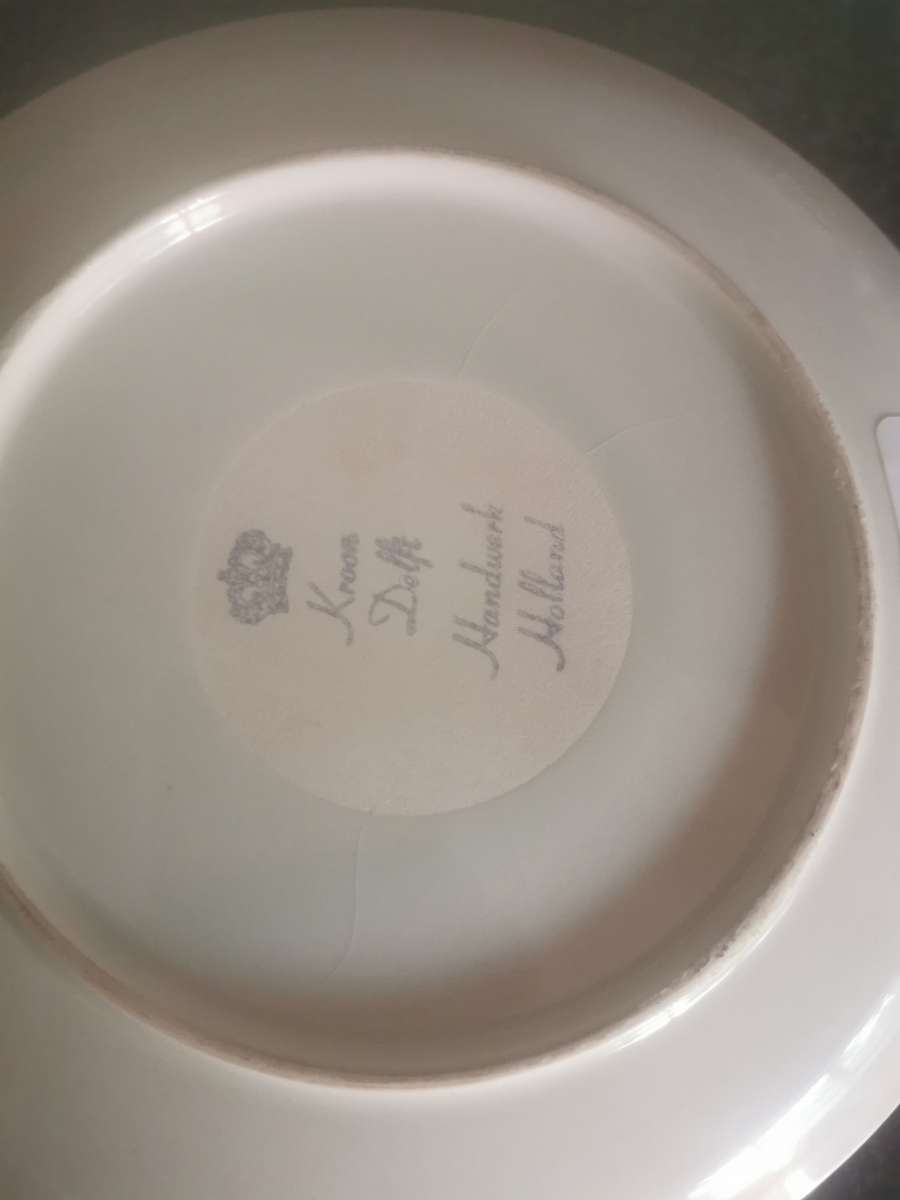 Kroon
Delft
Handwerk
Holland